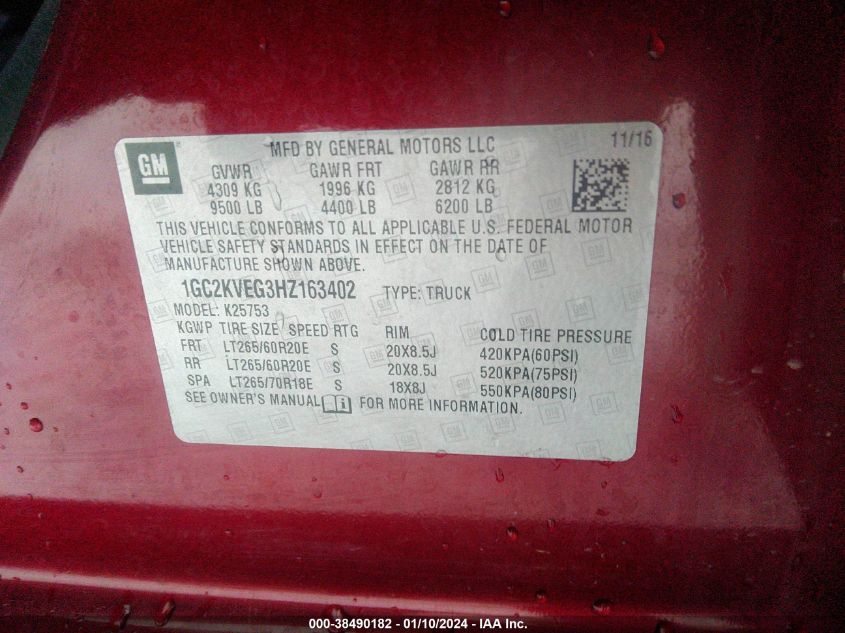 GM
MFD BY GENERAL MOTORS LLC 11/16
GVWR GAWR FRT GAWR RR
4309 KG 1996 KG 2812 KG
9500 LB 4400 LB 6200 LB
THIS VEHICLE CONFORMS TO ALL APPLICABLE U.S. FEDERAL MOTOR
VEHICLE SAFETY STANDARDS IN EFFECT ON THE DATE OF
MANUFACTURE SHOWN ABOVE.
1GC2KVEG3HZ163402 TYPE: TRUCK
MODEL: K25753
KGWP TIRE SIZE SPEED RTG RIM COLD TIRE PRESSURE
FRT LT265/60R20E S 20X8.5J 420KPA(60PSI)
RR LT265/60R20E S 20X8.5J 520KPA(75PSI)
SPA LT265/70R18E S 18X8J 550KPA(80PSI)
SEE OWNER'S MANUAL FOR MORE INFORMATION.
000-38490182 - 01/10/2024 - IAA Inc.